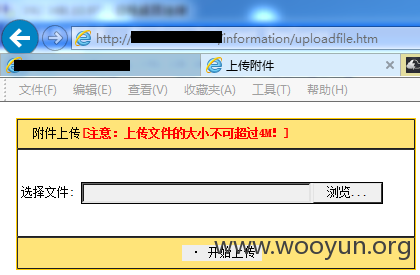 http:// /information/uploadfile.htm
上传附件
文件(F) 编辑(E) 查看(V) 收藏夹(A) 工具(T) 帮助(H)
附件上传[注意：上传文件的大小不可超过4M！]
选择文件: 浏览...
· 开始上传
www.wooyun.org